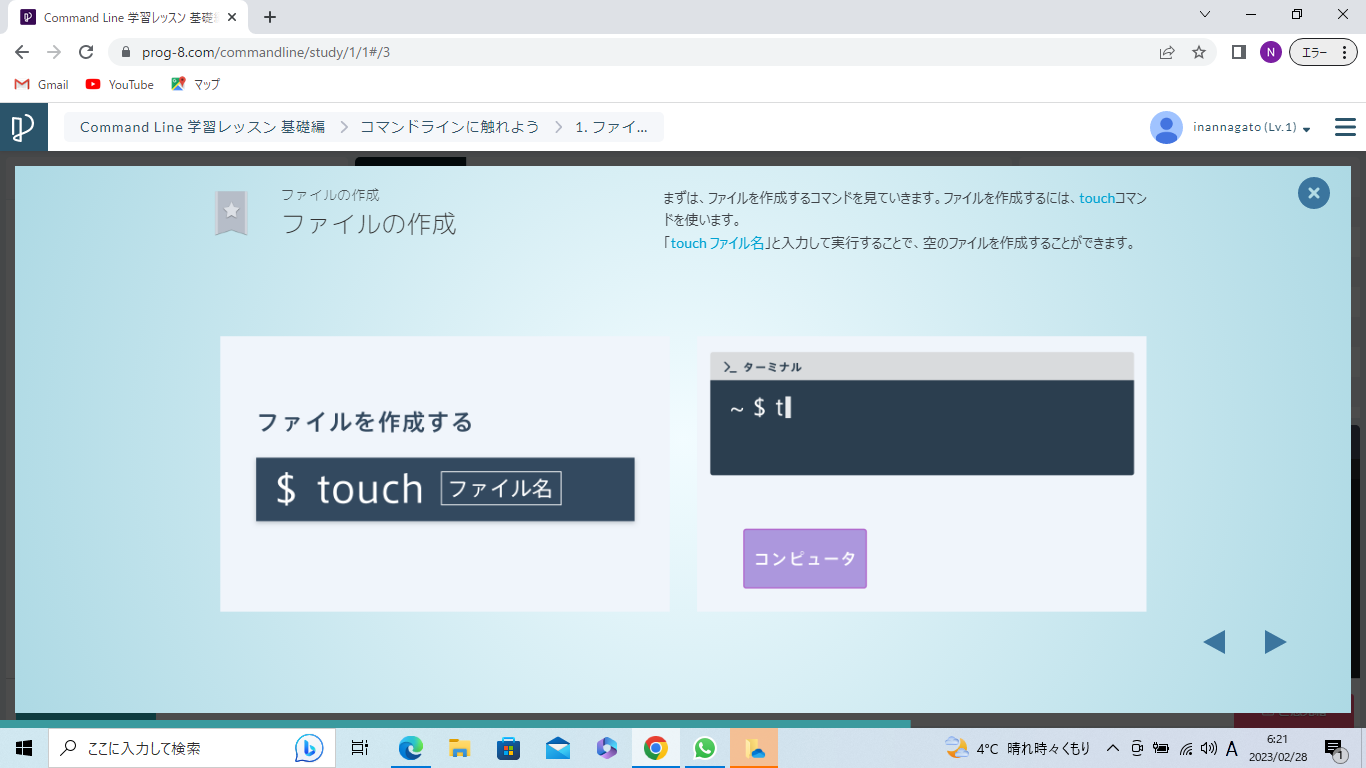 Command Line 学習レッスン 基礎
prog-8.com/commandline/study/1/1#/3
N
エラー
Gmail
YouTube
マップ
Command Line 学習レッスン 基礎編
コマンドラインに触れよう
1. ファイ...
inannagato (Lv.1)
ファイルの作成
ファイルの作成
まずは、ファイルを作成するコマンドを見ていきます。ファイルを作成するには、touchコマン
ドを使います。
「touch ファイル名」と入力して実行することで、空のファイルを作成することができます。
ファイルを作成する
$ touch ファイル名
>_ ターミナル
~ $ t
コンピュータ
ここに入力して検索
4°C 晴れ時々くもり
A
6:21
2023/02/28
1